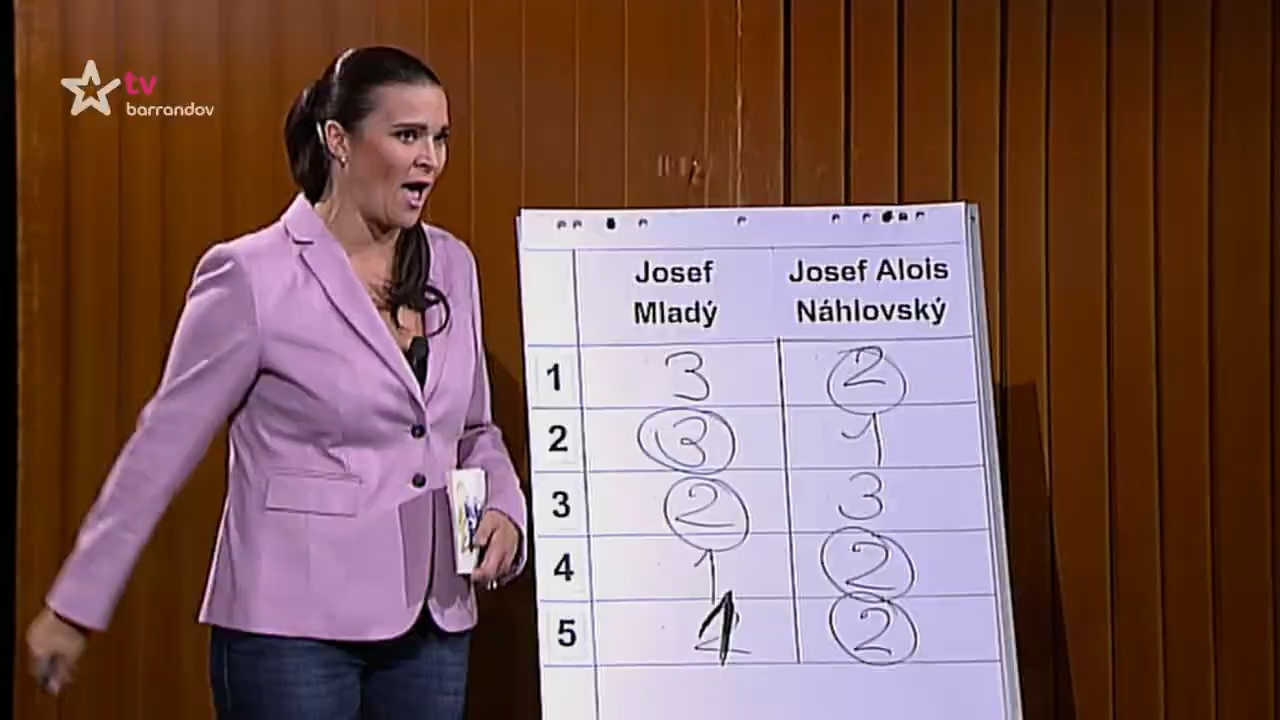 tv
barrandov
Josef Mladý Josef Alois Náhlovský
1 3 2
2 3 1
3 2 3
4 1 2
5 1 2